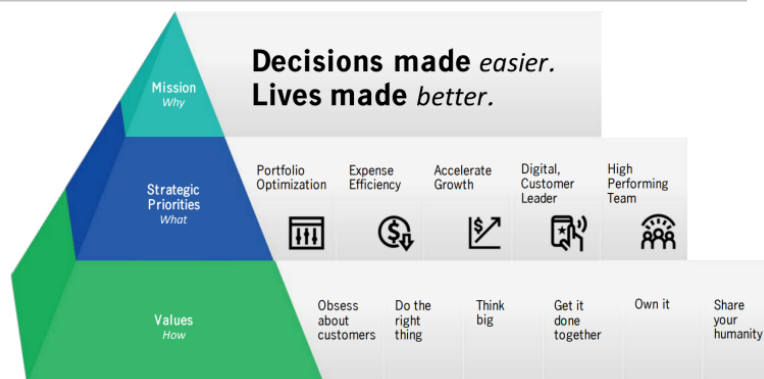 Mission
Why
Decisions made easier.
Lives made better.
Strategic
Priorities
What
Portfolio
Optimization
Expense
Efficiency
Accelerate
Growth
Digital,
Customer
Leader
High
Performing
Team
$
$
Values
How
Obsess
about
customers
Do the
right
thing
Think
big
Get it
done
together
Own it
Share
your
humanity